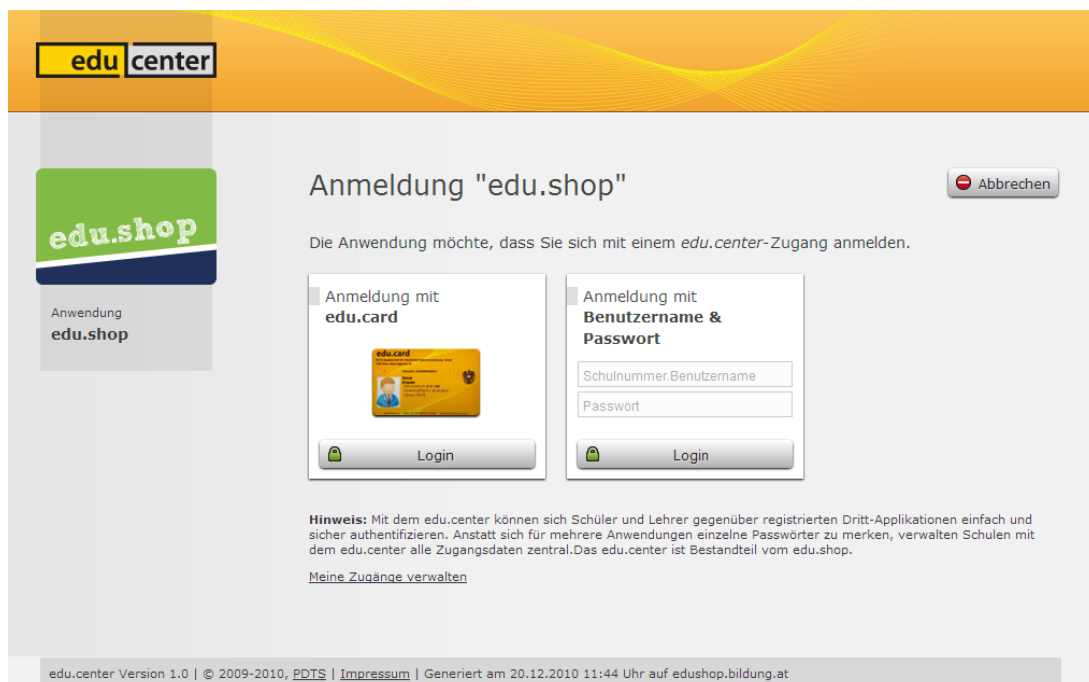 edu center
edu.shop
Anwendung
edu.shop
Anmeldung "edu.shop"
Abbrechen
Die Anwendung möchte, dass Sie sich mit einem edu.center-Zugang anmelden.
Anmeldung mit
edu.card
edu.card
Login
Anmeldung mit
Benutzername &
Passwort
Schulnummer.Benutzername
Passwort
Login
Hinweis: Mit dem edu.center können sich Schüler und Lehrer gegenüber registrierten Dritt-Applikationen einfach und
sicher authentifizieren. Anstatt sich für mehrere Anwendungen einzelne Passwörter zu merken, verwalten Schulen mit
dem edu.center alle Zugangsdaten zentral.Das edu.center ist Bestandteil vom edu.shop.
Meine Zugänge verwalten
edu.center Version 1.0 | © 2009-2010, PDTS | Impressum | Generiert am 20.12.2010 11:44 Uhr auf edushop.bildung.at